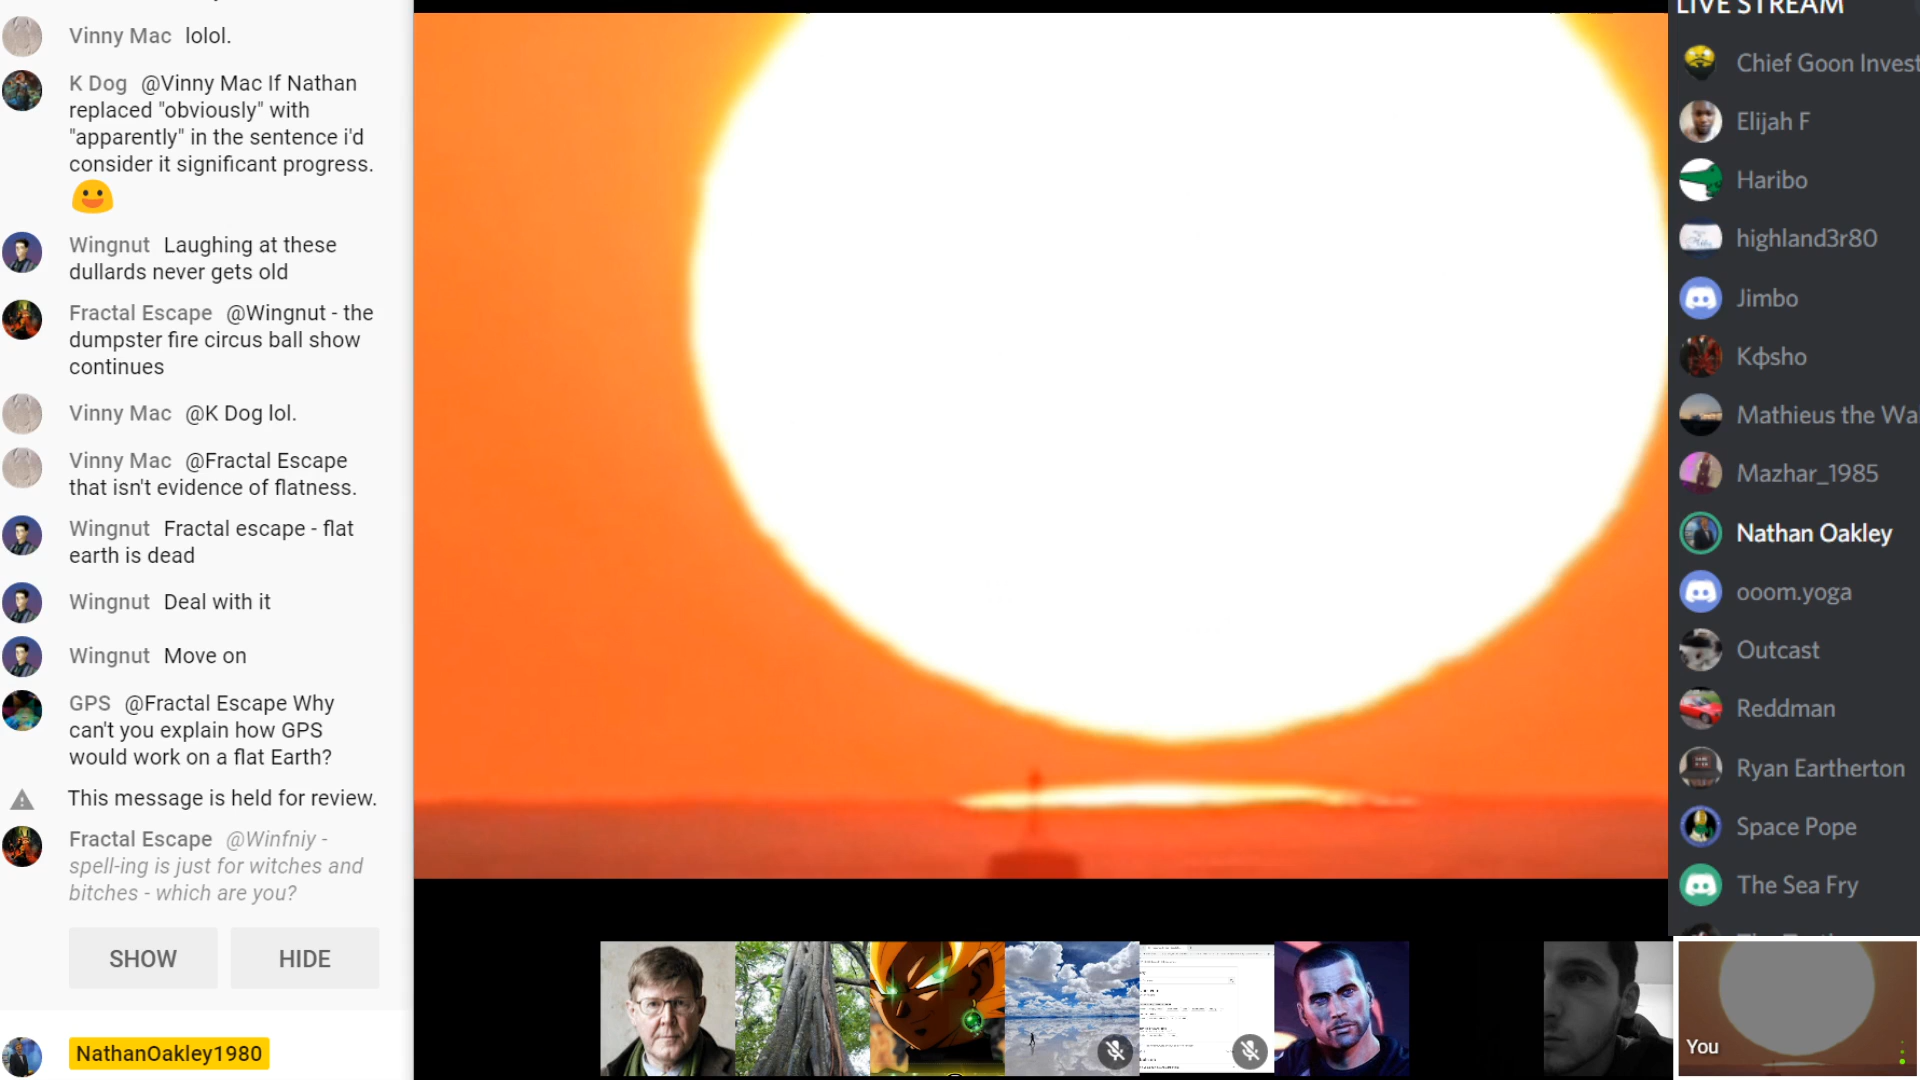 Vinny Mac lolol.
K Dog @Vinny Mac If Nathan
replaced "obviously" with
"apparently" in the sentence i'd
consider it significant progress.
Wingnut Laughing at these
dullards never gets old
Fractal Escape @Wingnut - the
dumpster fire circus ball show
continues
Vinny Mac @K Dog lol.
Vinny Mac @Fractal Escape
that isn't evidence of flatness.
Wingnut Fractal escape - flat
earth is dead
Wingnut Deal with it
Wingnut Move on
GPS @Fractal Escape Why
can't you explain how GPS
would work on a flat Earth?
This message is held for review.
Fractal Escape @Winfniy -
spell-ing is just for witches and
bitches - which are you?
SHOW HIDE
NathanOakley1980
LIVE STREAM
Chief Goon Invest
Elijah F
Haribo
highland3r80
Jimbo
Kφsho
Mathieus the Wa
Mazhar_1985
Nathan Oakley
ooom.yoga
Outcast
Reddman
Ryan Eartherton
Space Pope
The Sea Fry
You